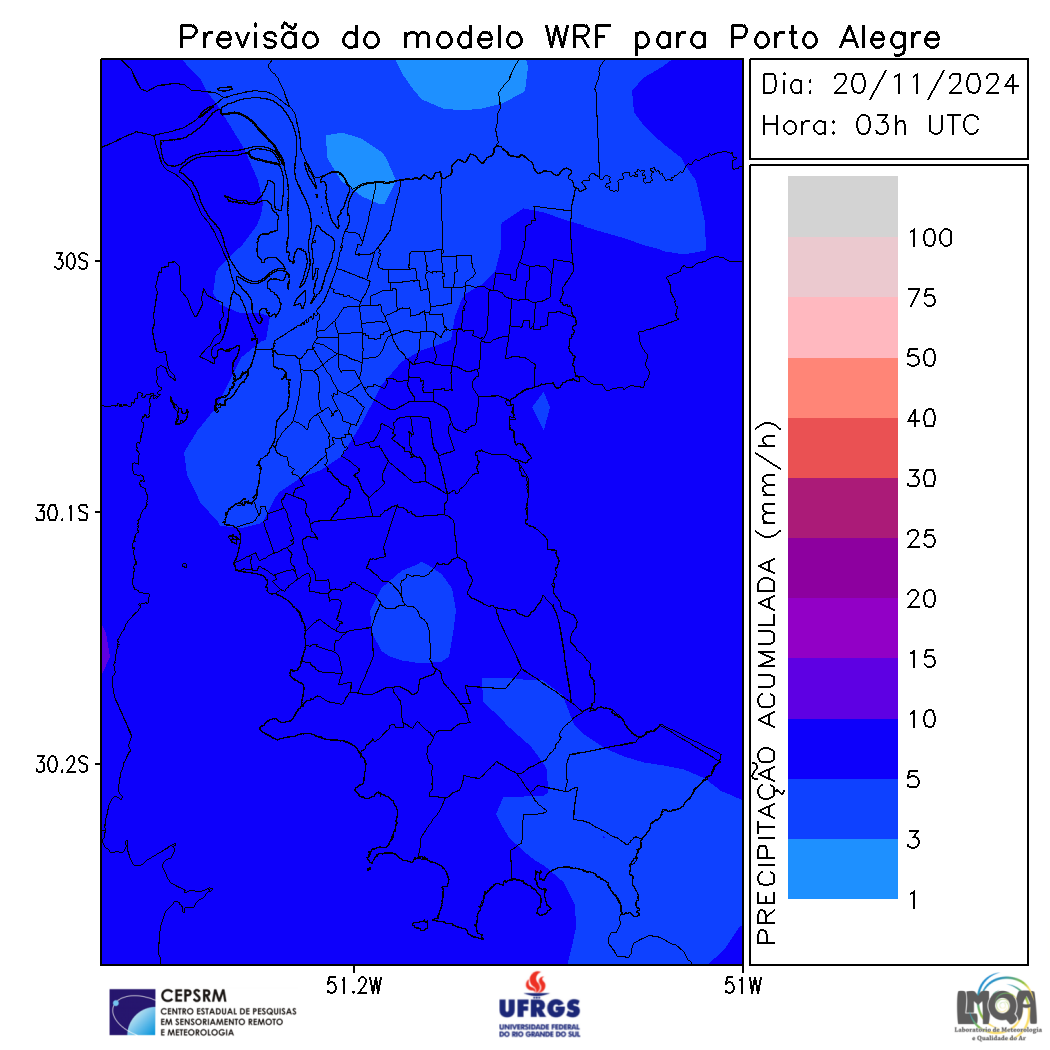 Previsão do modelo WRF para Porto Alegre
Dia: 20/11/2024
Hora: 03h UTC
100
75
50
40
30
25
20
15
10
5
3
1
PRECIPITAÇÃO ACUMULADA (mm/h)
30S
30.1S
30.2S
51.2W
51W
CEPSRM
CENTRO ESTADUAL DE PESQUISAS
EM SENSORIAMENTO REMOTO
E METEOROLOGIA
UFRGS
UNIVERSIDADE FEDERAL
DO RIO GRANDE DO SUL
LMQA
Laboratório de Meteorologia
e Qualidade do Ar